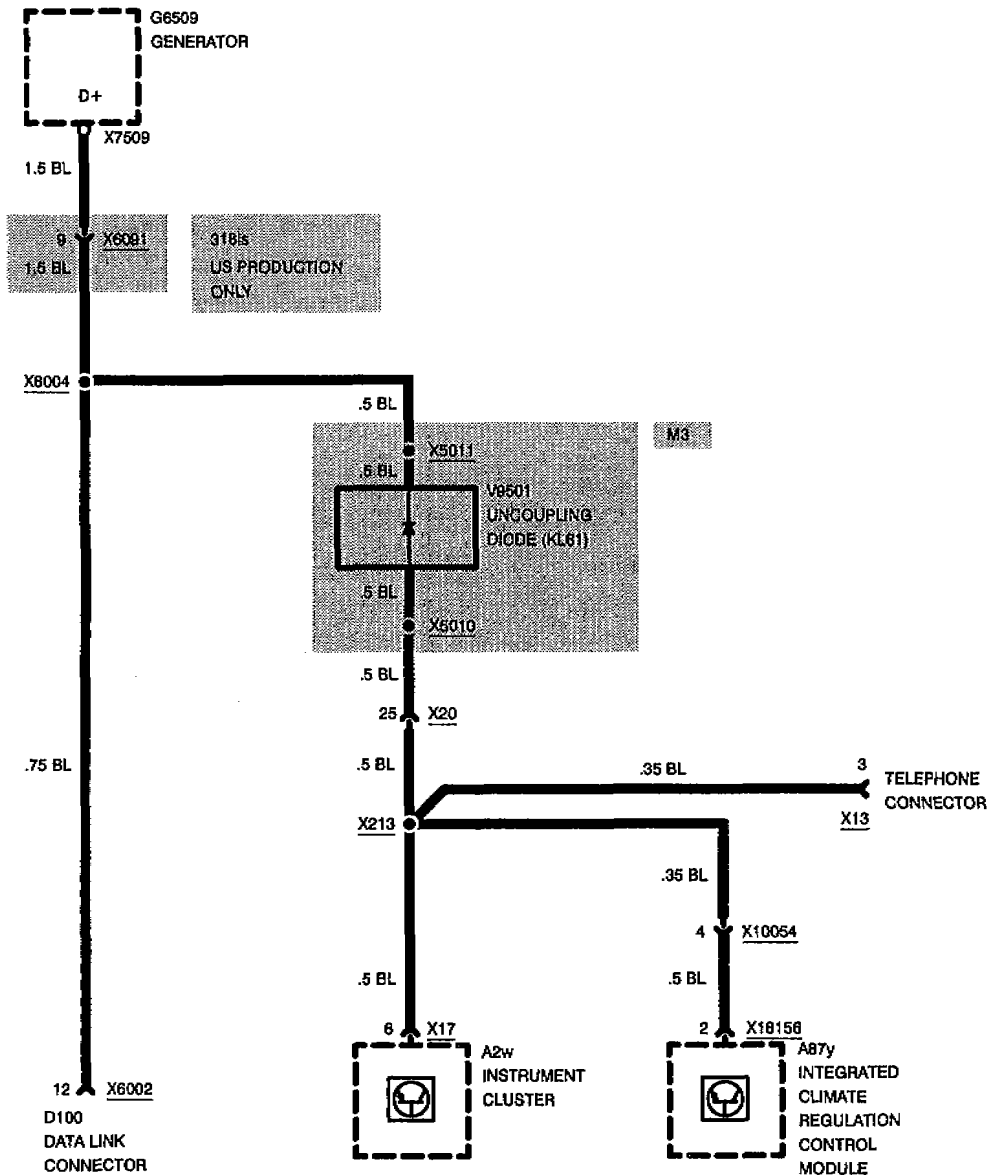 G6509
GENERATOR
D+
X7509
1.5 BL
9 X6091
1.5 BL
318is
US PRODUCTION
ONLY
X8004
.5 BL
M3
X5011
.5 BL
V9501
UNCOUPLING
DIODE (KL61)
.5 BL
X6010
.5 BL
25 X20
.75 BL
.5 BL
.35 BL
3
TELEPHONE
CONNECTOR
X213
X13
.35 BL
4 X10054
.5 BL
.5 BL
6 X17
2 X18156
A2w
INSTRUMENT
CLUSTER
A87y
INTEGRATED
CLIMATE
REGULATION
CONTROL
MODULE
12 X6002
D100
DATA LINK
CONNECTOR